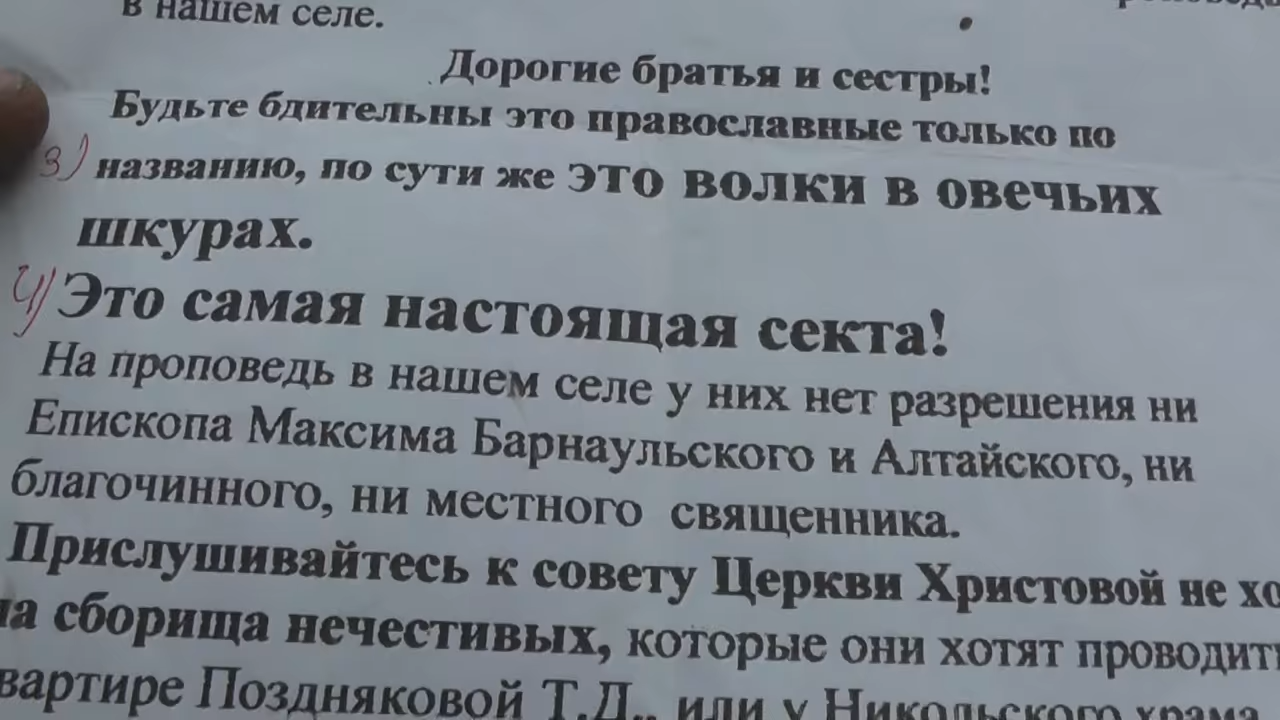 в нашем селе.
Дорогие братья и сестры!
Будьте бдительны это православные только по
3) названию, по сути же это волки в овечьих
шкурах.
4) Это самая настоящая секта!
На проповедь в нашем селе у них нет разрешения ни
Епископа Максима Барнаульского и Алтайского, ни
благочинного, ни местного священника.
Прислушивайтесь к совету Церкви Христовой не хо
на сборища нечестивых, которые они хотят проводить
вартире Поздняковой Т.Д., или у Никольского храма